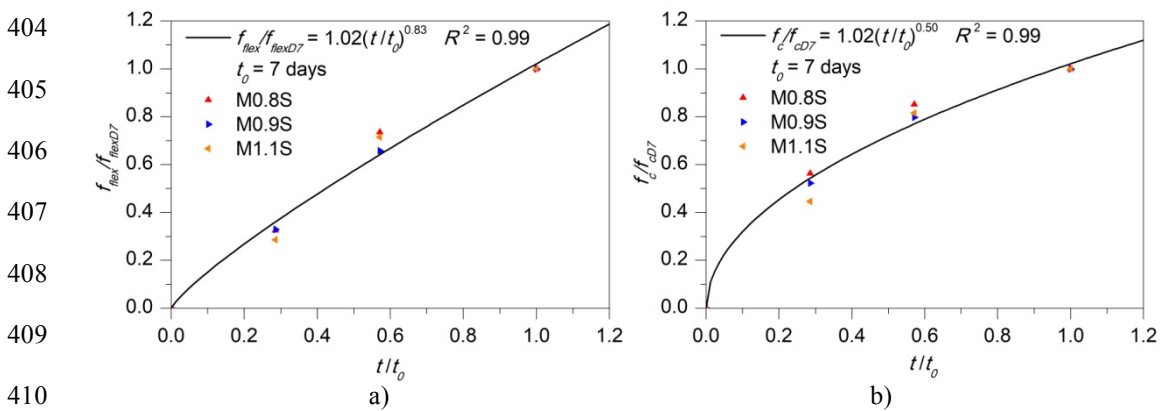 404
405
406
407
408
409
410
1.2
1.0
0.8
0.6
0.4
0.2
0.0
f_flex/f_flexD7
f_flex/f_flexD7 = 1.02(t/t_0)^0.83 R^2 = 0.99
t_0 = 7 days
M0.8S
M0.9S
M1.1S
0.0 0.2 0.4 0.6 0.8 1.0 1.2
t/t_0
a)
1.2
1.0
0.8
0.6
0.4
0.2
0.0
f_c/f_cD7
f_c/f_cD7 = 1.02(t/t_0)^0.50 R^2 = 0.99
t_0 = 7 days
M0.8S
M0.9S
M1.1S
0.0 0.2 0.4 0.6 0.8 1.0 1.2
t/t_0
b)